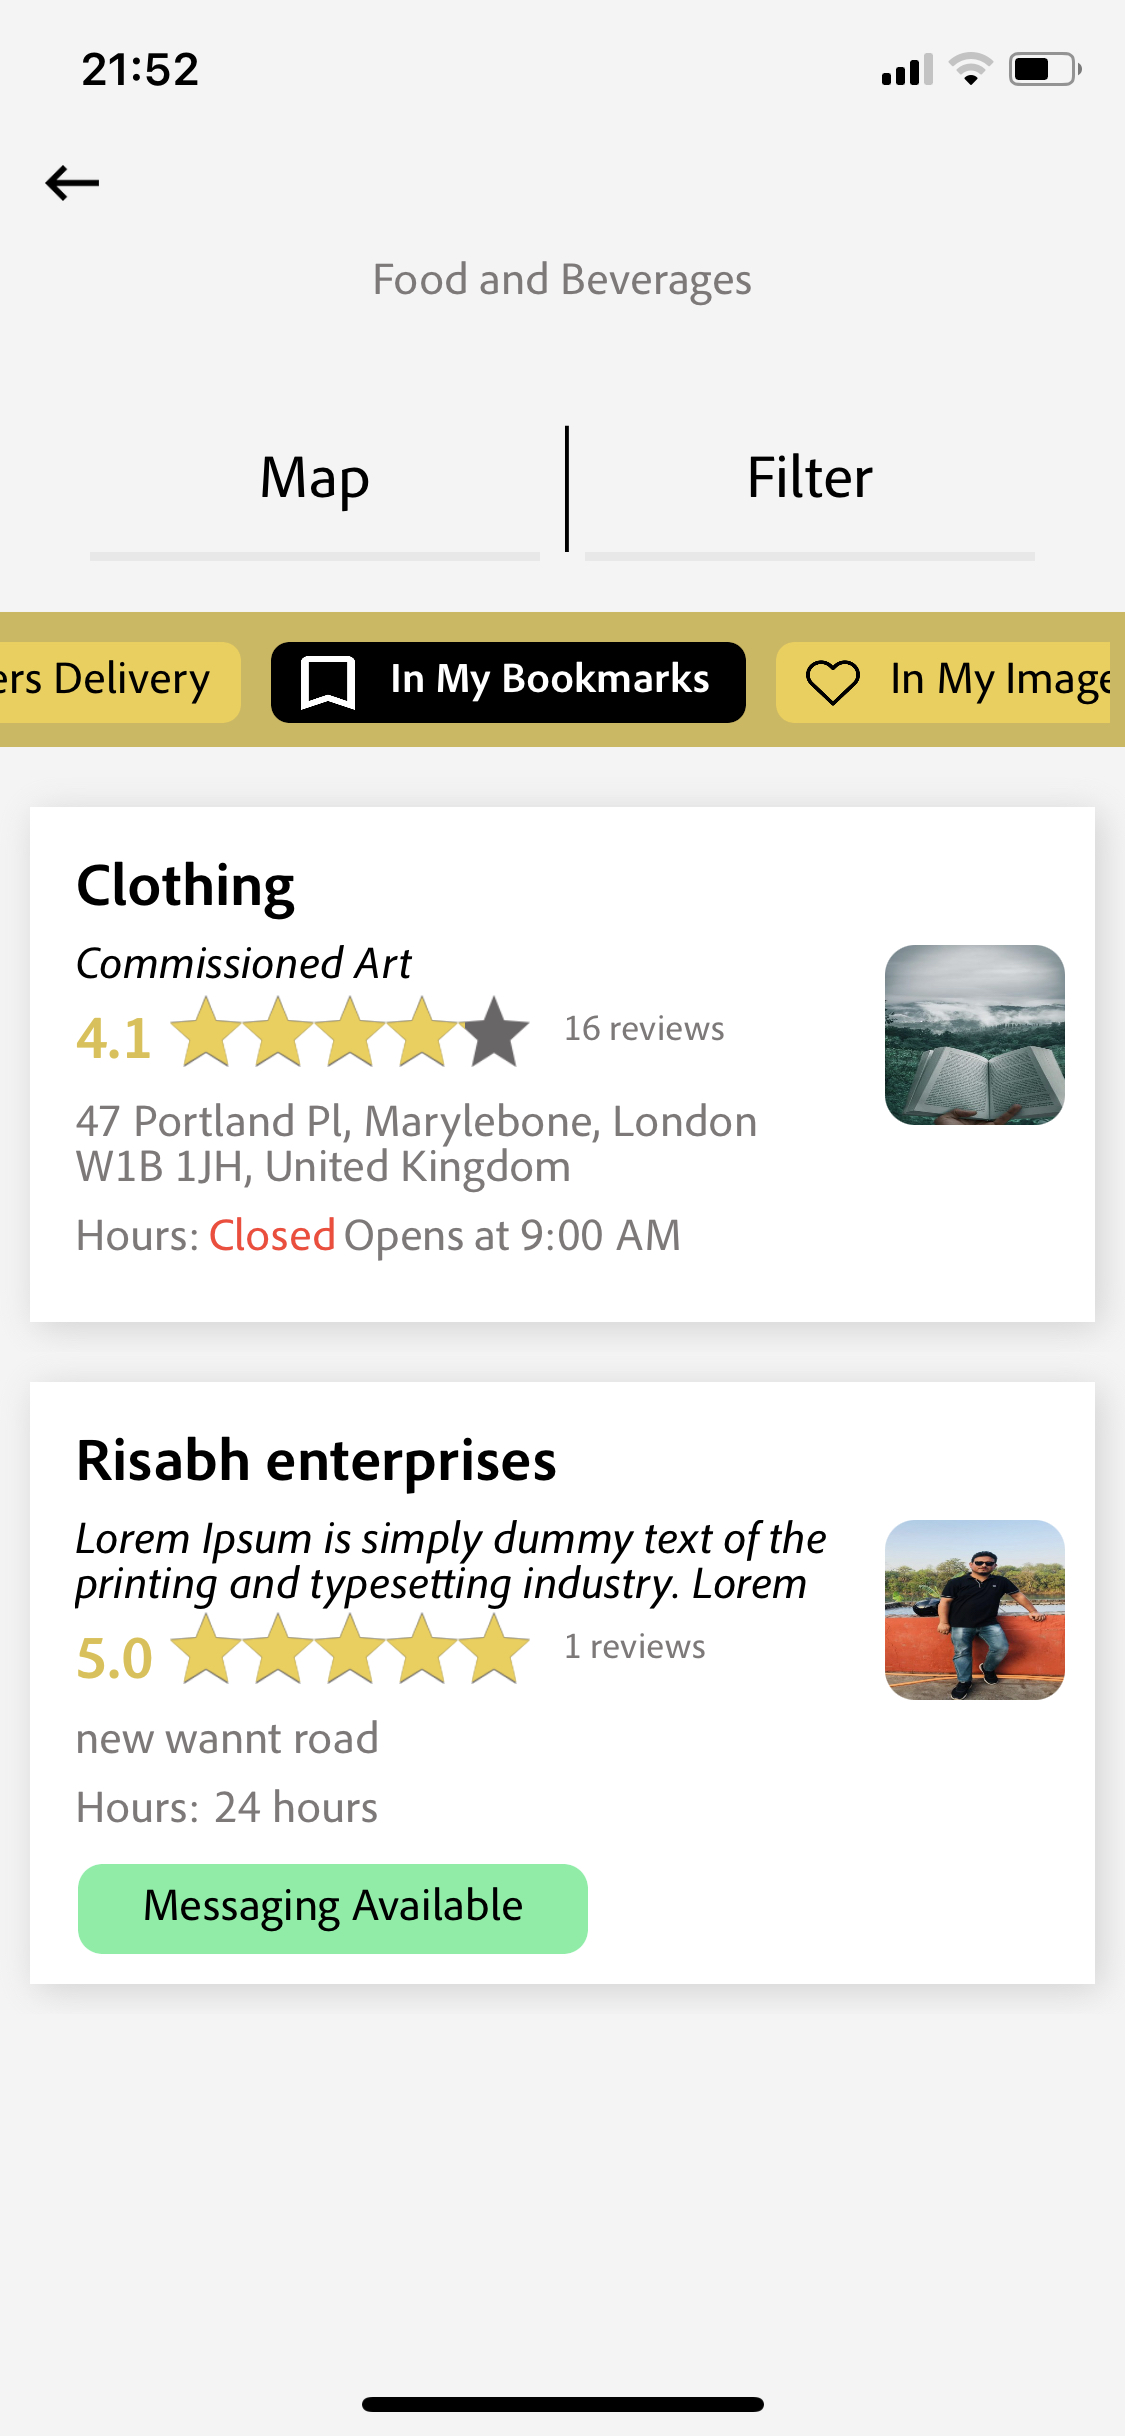 21:52
Food and Beverages
Map
Filter
ers Delivery
In My Bookmarks
In My Image
Clothing
Commissioned Art
4.1
16 reviews
47 Portland Pl, Marylebone, London
W1B 1JH, United Kingdom
Hours: Closed Opens at 9:00 AM
Risabh enterprises
Lorem Ipsum is simply dummy text of the
printing and typesetting industry. Lorem
5.0
1 reviews
new wannt road
Hours: 24 hours
Messaging Available